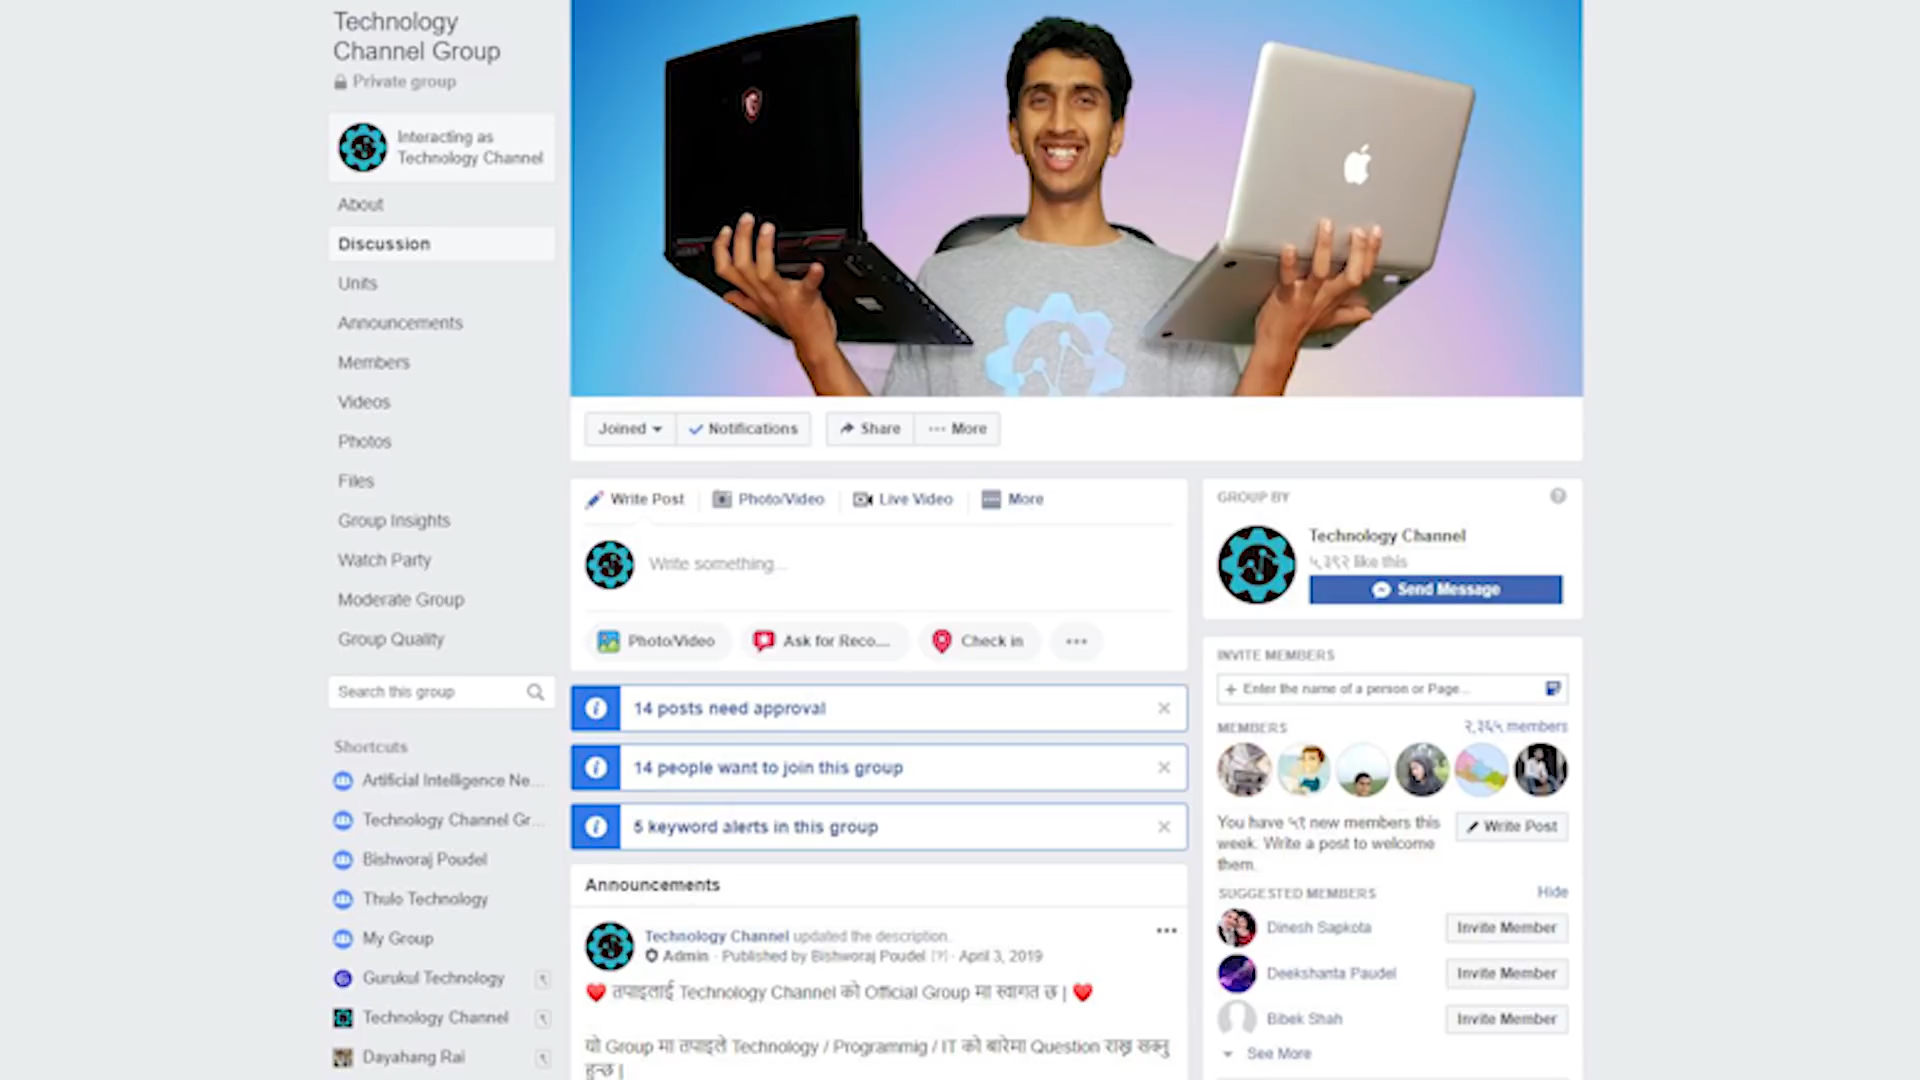 Technology
Channel Group
Private group
Interacting as
Technology Channel
About
Discussion
Units
Announcements
Members
Videos
Photos
Files
Group Insights
Watch Party
Moderate Group
Group Quality
Search this group
Shortcuts
Artificial Intelligence Ne...
Technology Channel Gr...
Bishworaj Poudel
Thulo Technology
My Group
Gurukul Technology
Technology Channel
Dayahang Rai
Joined
Notifications
Share
More
Write Post
Photo/Video
Live Video
More
Write something...
Photo/Video
Ask for Reco...
Check in
14 posts need approval
14 people want to join this group
5 keyword alerts in this group
Announcements
Technology Channel updated the description.
Admin · Published by Bishworaj Poudel [?] · April 3, 2019
तपाइलाई Technology Channel को Official Group मा स्वागत छ |
यो Group मा तपाइले Technology / Programmig / IT को बारेमा Question राख्न सक्नु
हुन्छ |
GROUP BY
Technology Channel
५,३९२ like this
Send Message
INVITE MEMBERS
+ Enter the name of a person or Page...
MEMBERS
२,३६५ members
You have ५१ new members this
week. Write a post to welcome
them.
Write Post
SUGGESTED MEMBERS
Hide
Dinesh Sapkota
Invite Member
Deekshanta Paudel
Invite Member
Bibek Shah
Invite Member
See More